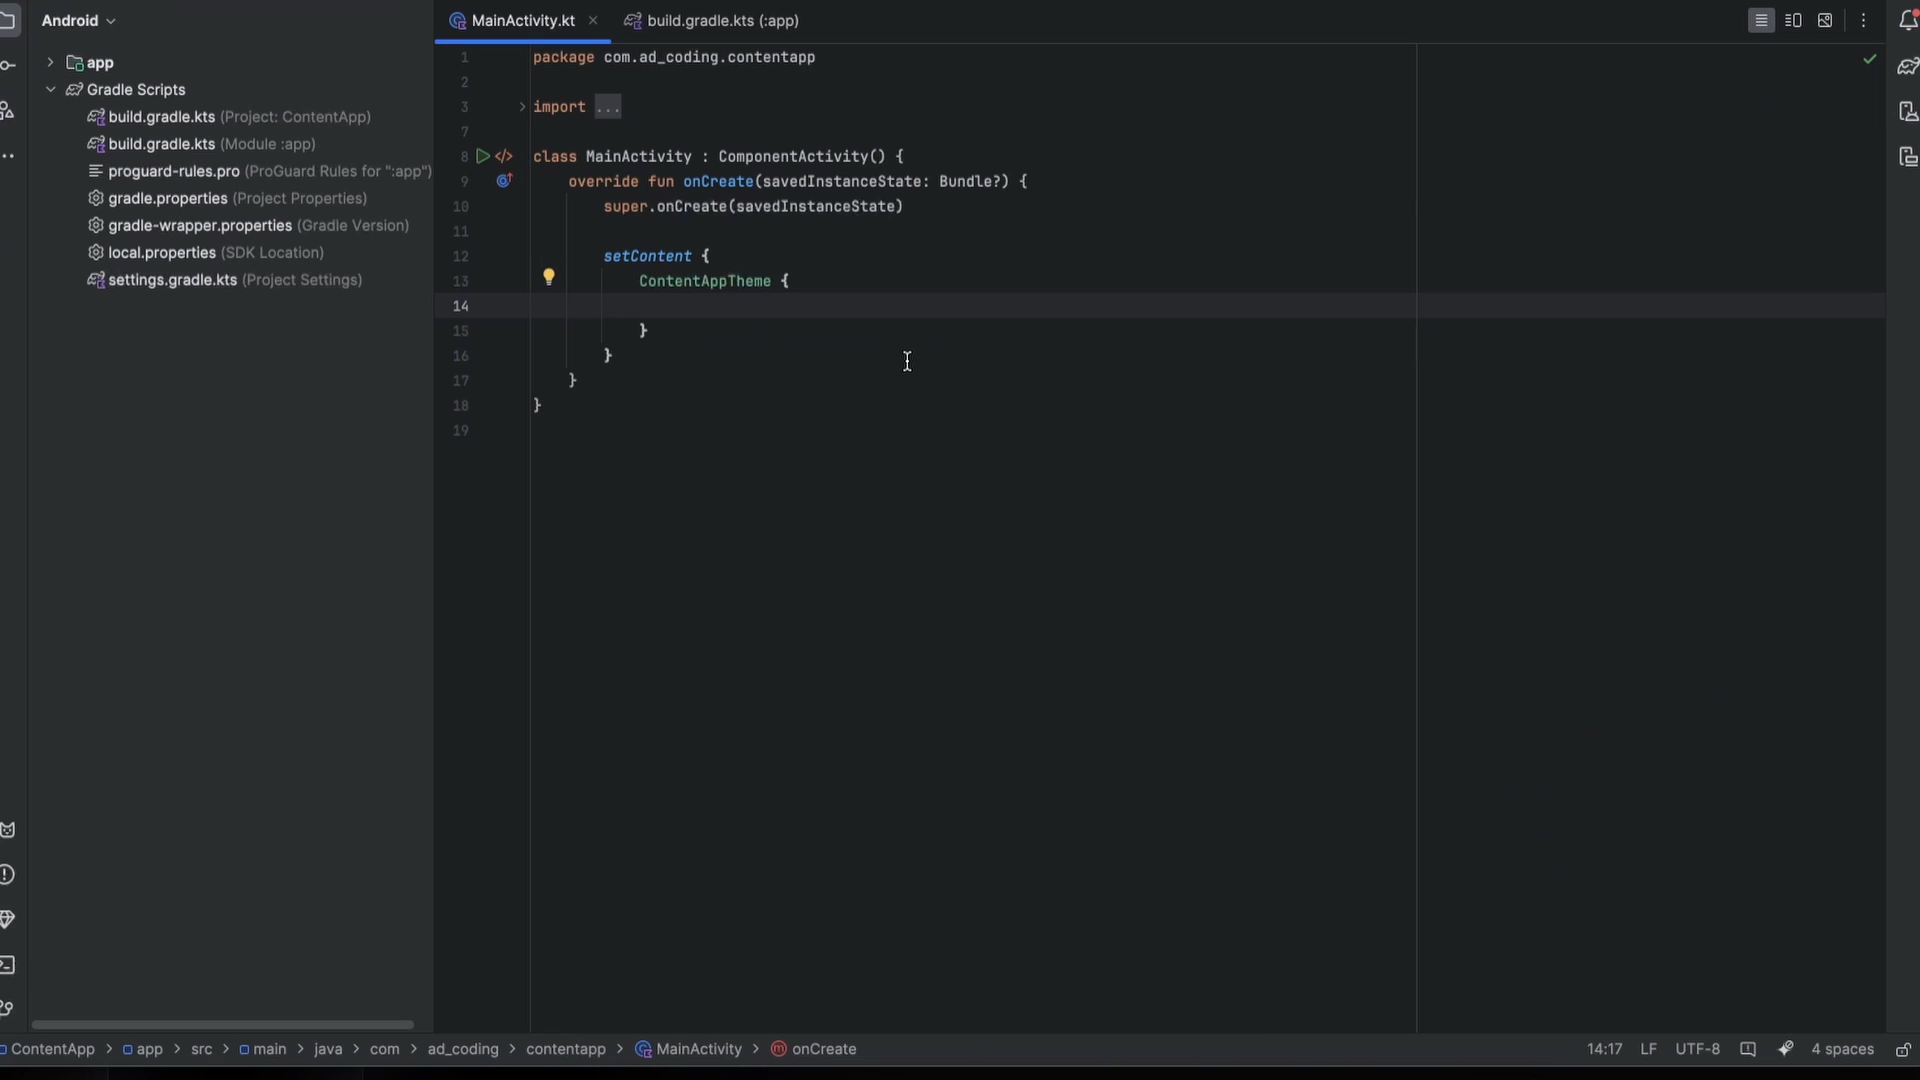 Android
MainActivity.kt
build.gradle.kts (:app)
app
Gradle Scripts
build.gradle.kts (Project: ContentApp)
build.gradle.kts (Module :app)
proguard-rules.pro (ProGuard Rules for ":app")
gradle.properties (Project Properties)
gradle-wrapper.properties (Gradle Version)
local.properties (SDK Location)
settings.gradle.kts (Project Settings)
1 package com.ad_coding.contentapp
2
3 import ...
7
8 class MainActivity : ComponentActivity() {
9 override fun onCreate(savedInstanceState: Bundle?) {
10 super.onCreate(savedInstanceState)
11
12 setContent {
13 ContentAppTheme {
14
15 }
16 }
17 }
18 }
19
ContentApp > app > src > main > java > com > ad_coding > contentapp > MainActivity > onCreate
14:17 LF UTF-8 4 spaces